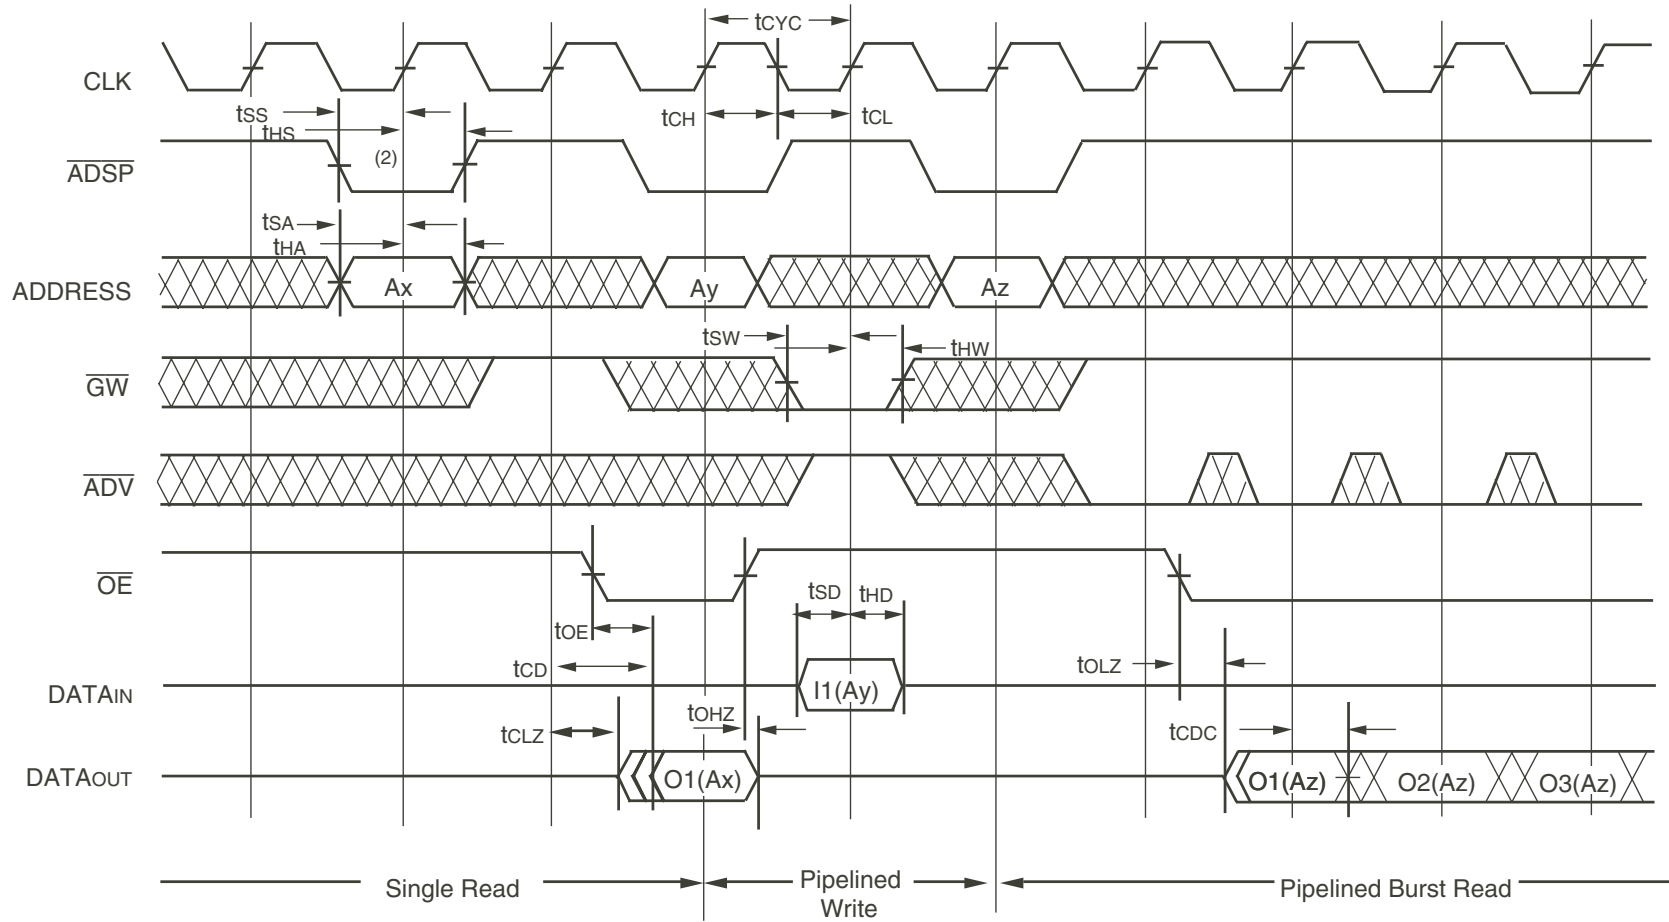 tCYC
CLK
tSS
tCH
tCL
tHS
(2)
ADSP
tSA
tHA
ADDRESS
Ax
Ay
Az
tSW
tHW
GW
ADV
OE
tSD
tHD
tOE
tCD
tOLZ
DATAIN
I1(Ay)
tOHZ
tCLZ
tCDC
DATAOUT
O1(Ax)
O1(Az)
O2(Az)
O3(Az)
Single Read
Pipelined
Write
Pipelined Burst Read